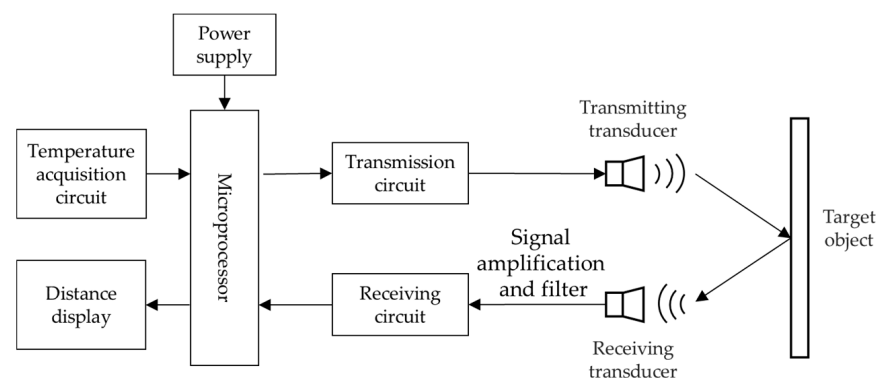 Power
supply
Temperature
acquisition
circuit
Microprocessor
Transmission
circuit
Transmitting
transducer
Target
object
Distance
display
Receiving
circuit
Signal
amplification
and filter
Receiving
transducer